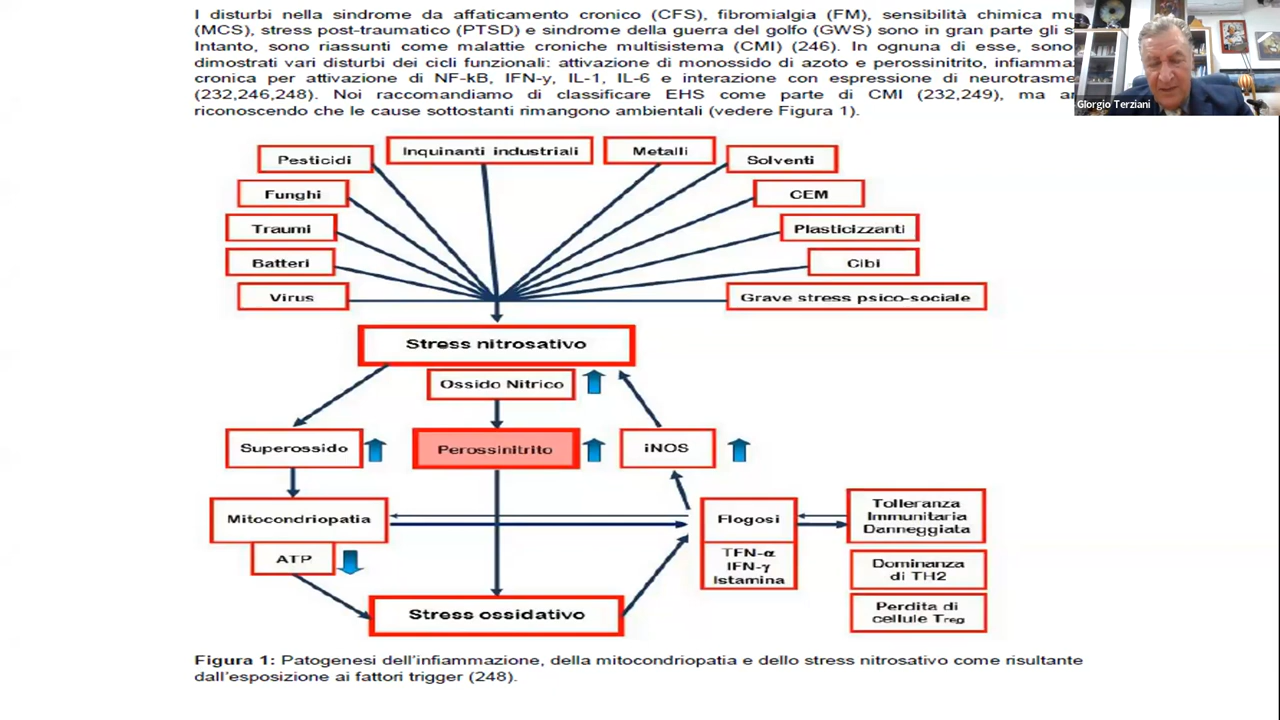 I disturbi nella sindrome da affaticamento cronico (CFS), fibromialgia (FM), sensibilità chimica
(MCS), stress post-traumatico (PTSD) e sindrome della guerra del golfo (GWS) sono in gran parte gli
Intanto, sono riassunti come malattie croniche multisistema (CMI) (246). In ognuna di esse, sono
dimostrati vari disturbi dei cicli funzionali: attivazione di monossido di azoto e perossinitrito,
cronica per attivazione di NF-kB, IFN-y, IL-1, IL-6 e interazione con espressione di
(232,246,248). Noi raccomandiamo di classificare EHS come parte di CMI (232,249), ma
riconoscendo che le cause sottostanti rimangono ambientali (vedere Figura 1).
Giorgio Terziani
Pesticidi
Inquinanti industriali
Metalli
Solventi
Funghi
CEM
Traumi
Plasticizzanti
Batteri
Cibi
Virus
Grave stress psico-sociale
Stress nitrosativo
Ossido Nitrico
Superossido
Perossinitrito
iNOS
Mitocondriopatia
Flogosi
Tolleranza
Immunitaria
Danneggiata
ATP
TFN-α
IFN-γ
Istamina
Dominanza
di TH2
Stress ossidativo
Perdita di
cellule Treg
Figura 1: Patogenesi dell'infiammazione, della mitocondriopatia e dello stress nitrosativo come risultante
dall'esposizione ai fattori trigger (248).